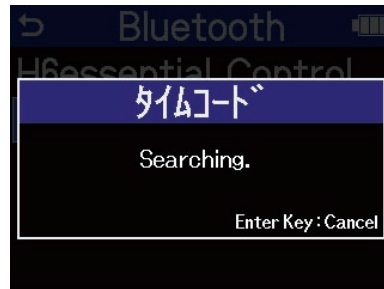 Bluetooth
H6essential Control
タイムコード
Searching.
Enter Key:Cancel